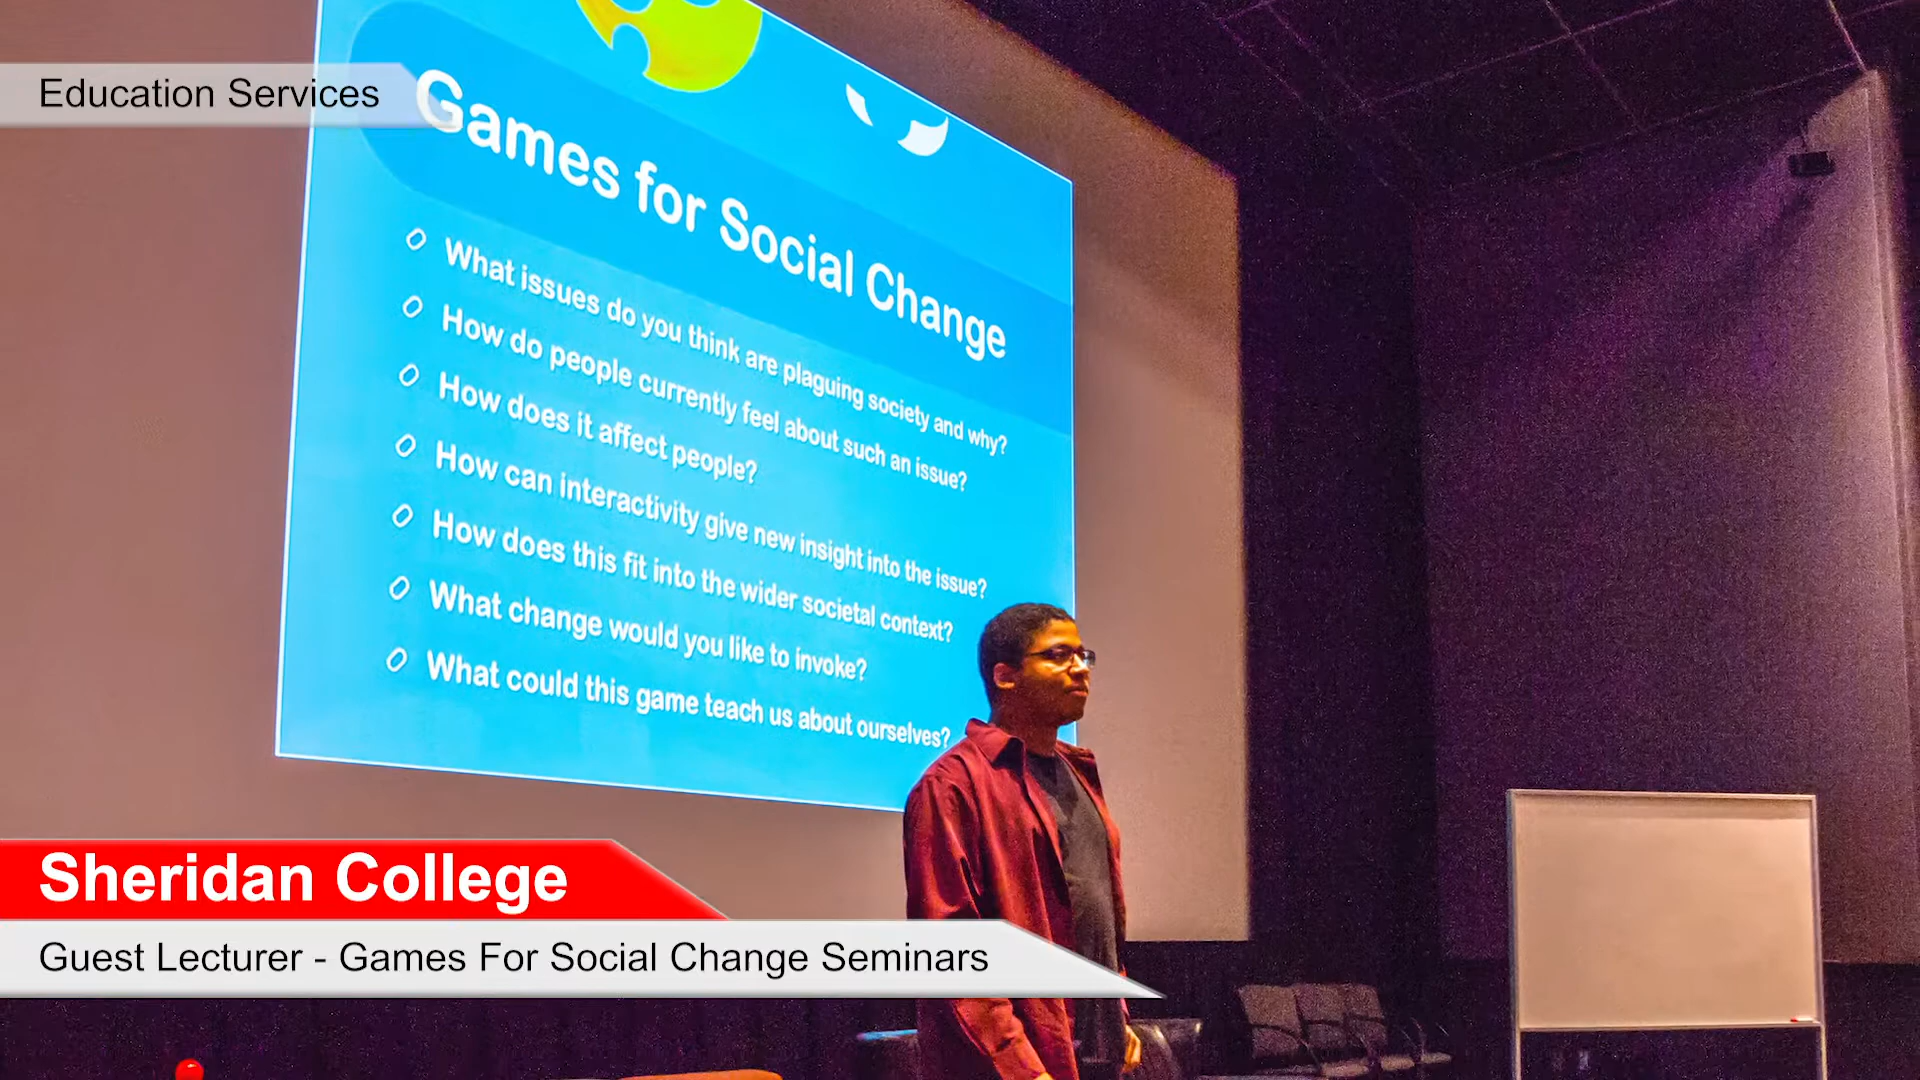 Education Services
Games for Social Change
What issues do you think are plaguing society and why?
How do people currently feel about such an issue?
How does it affect people?
How can interactivity give new insight into the issue?
How does this fit into the wider societal context?
What change would you like to invoke?
What could this game teach us about ourselves?
Sheridan College
Guest Lecturer - Games For Social Change Seminars